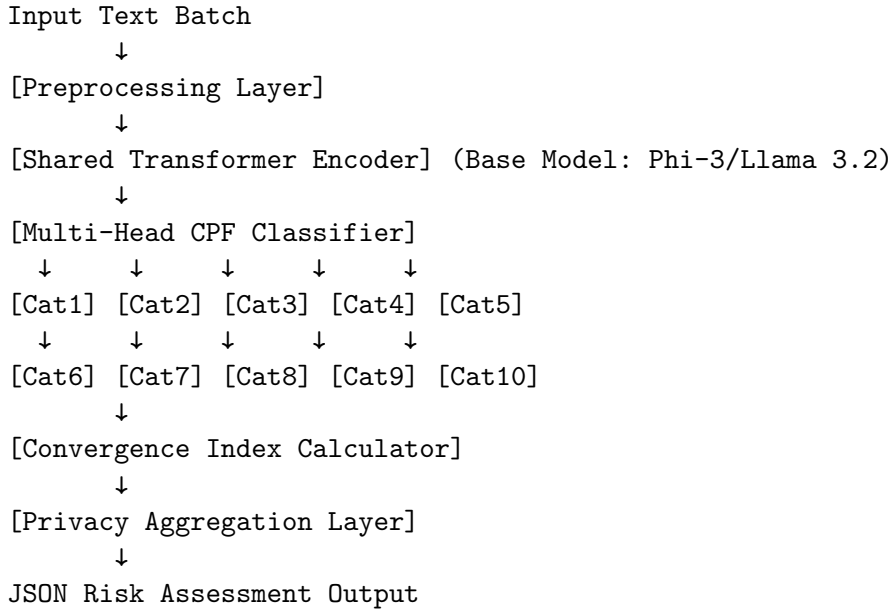 Input Text Batch
↓
[Preprocessing Layer]
↓
[Shared Transformer Encoder] (Base Model: Phi-3/Llama 3.2)
↓
[Multi-Head CPF Classifier]
↓ ↓ ↓ ↓ ↓
[Cat1] [Cat2] [Cat3] [Cat4] [Cat5]
↓ ↓ ↓ ↓ ↓
[Cat6] [Cat7] [Cat8] [Cat9] [Cat10]
↓
[Convergence Index Calculator]
↓
[Privacy Aggregation Layer]
↓
JSON Risk Assessment Output